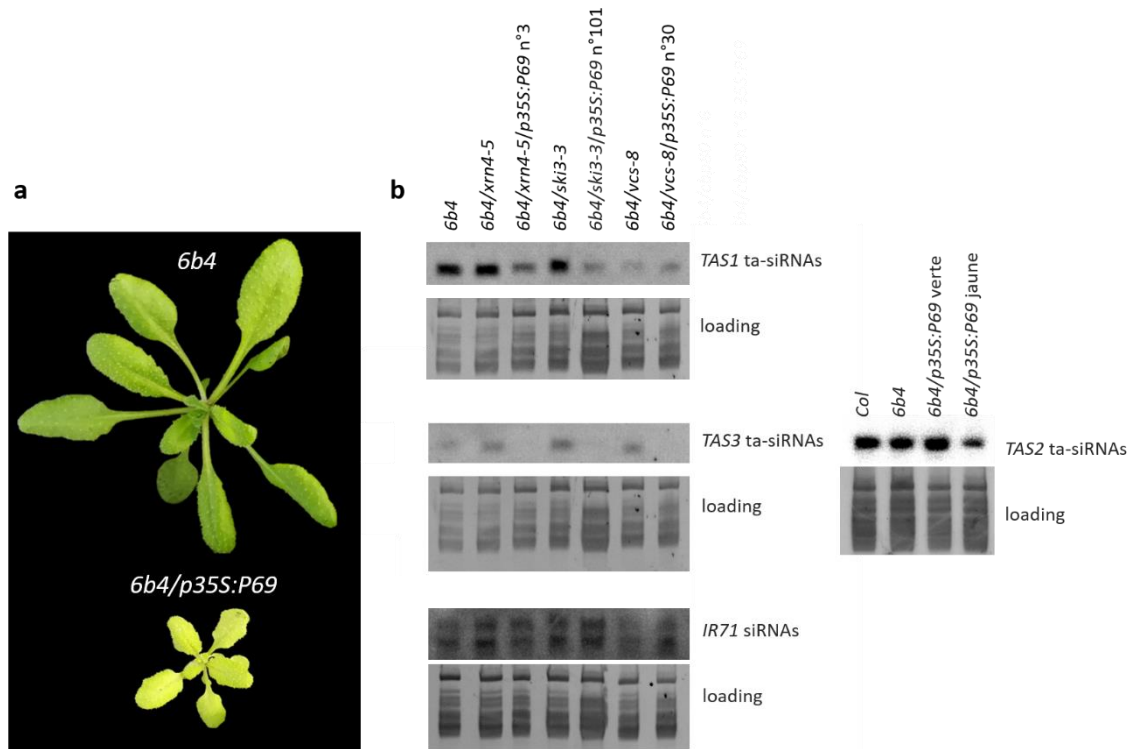 a
6b4
6b4/p35S:P69
b
6b4
6b4/xrn4-5
6b4/xrn4-5/p35S:P69 n°3
6b4/ski3-3
6b4/ski3-3/p35S:P69 n°101
6b4/vcs-8
6b4/vcs-8/p35S:P69 n°30
TAS1 ta-siRNAs
loading
TAS3 ta-siRNAs
loading
IR71 siRNAs
loading
Col
6b4
6b4/p35S:P69 verte
6b4/p35S:P69 jaune
TAS2 ta-siRNAs
loading